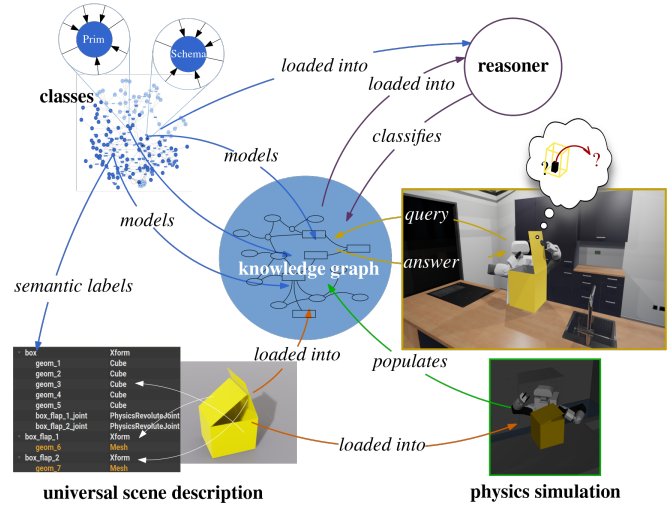 Prim
Schema
classes
loaded into
loaded into
reasoner
classifies
models
models
?
?
query
answer
knowledge graph
semantic labels
loaded into
populates
loaded into
box Xform
geom_1 Cube
geom_2 Cube
geom_3 Cube
geom_4 Cube
geom_5 Cube
box_flap_1_joint PhysicsRevoluteJoint
box_flap_2_joint PhysicsRevoluteJoint
box_flap_1 Xform
geom_6 Mesh
box_flap_2 Xform
geom_7 Mesh
universal scene description
physics simulation